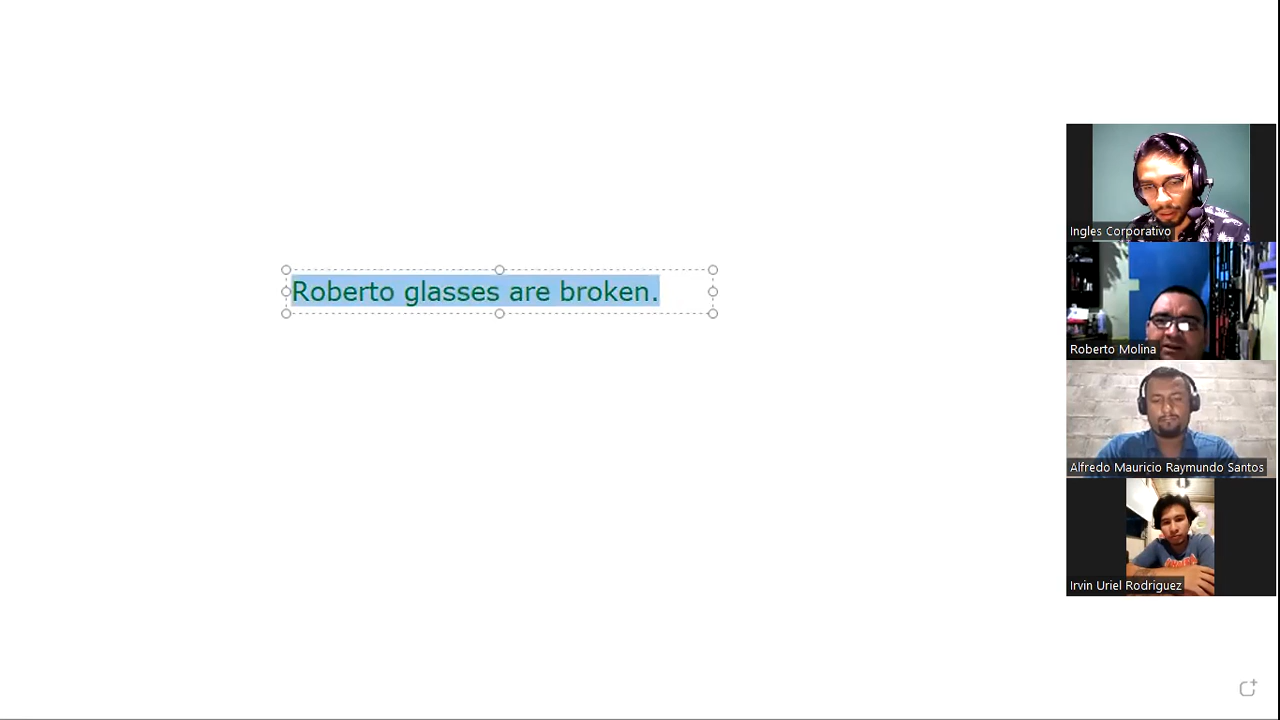 Roberto glasses are broken.
Ingles Corporativo
Roberto Molina
Alfredo Mauricio Raymundo Santos
Irvin Uriel Rodriguez